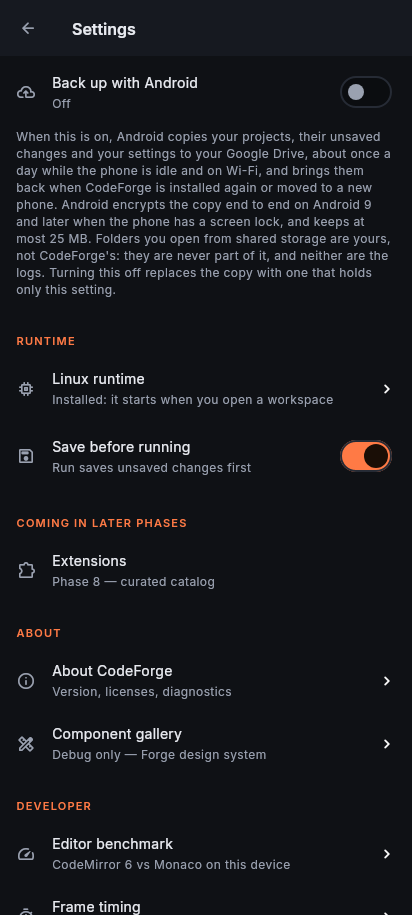 Settings
Back up with Android
Off
When this is on, Android copies your projects, their unsaved
changes and your settings to your Google Drive, about once a
day while the phone is idle and on Wi-Fi, and brings them
back when CodeForge is installed again or moved to a new
phone. Android encrypts the copy end to end on Android 9
and later when the phone has a screen lock, and keeps at
most 25 MB. Folders you open from shared storage are yours,
not CodeForge's: they are never part of it, and neither are the
logs. Turning this off replaces the copy with one that holds
only this setting.
RUNTIME
Linux runtime
Installed: it starts when you open a workspace
Save before running
Run saves unsaved changes first
COMING IN LATER PHASES
Extensions
Phase 8 — curated catalog
ABOUT
About CodeForge
Version, licenses, diagnostics
Component gallery
Debug only — Forge design system
DEVELOPER
Editor benchmark
CodeMirror 6 vs Monaco on this device
Frame timing